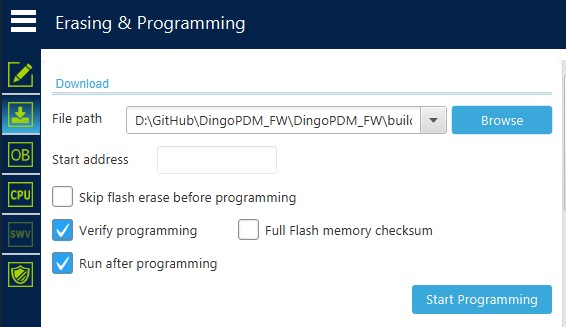 Erasing & Programming
Download
File path D:\GitHub\DingoPDM_FW\DingoPDM_FW\build Browse
Start address
Skip flash erase before programming
OB
CPU
Verify programming Full Flash memory checksum
SWV
Run after programming
Start Programming